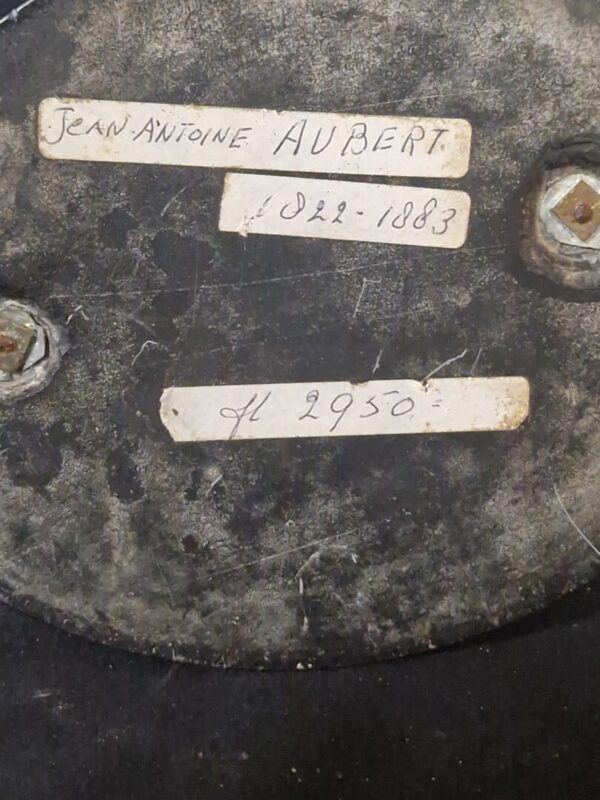 JEAN-ANTOINE AUBERT.
1822-1883
fl 2950=